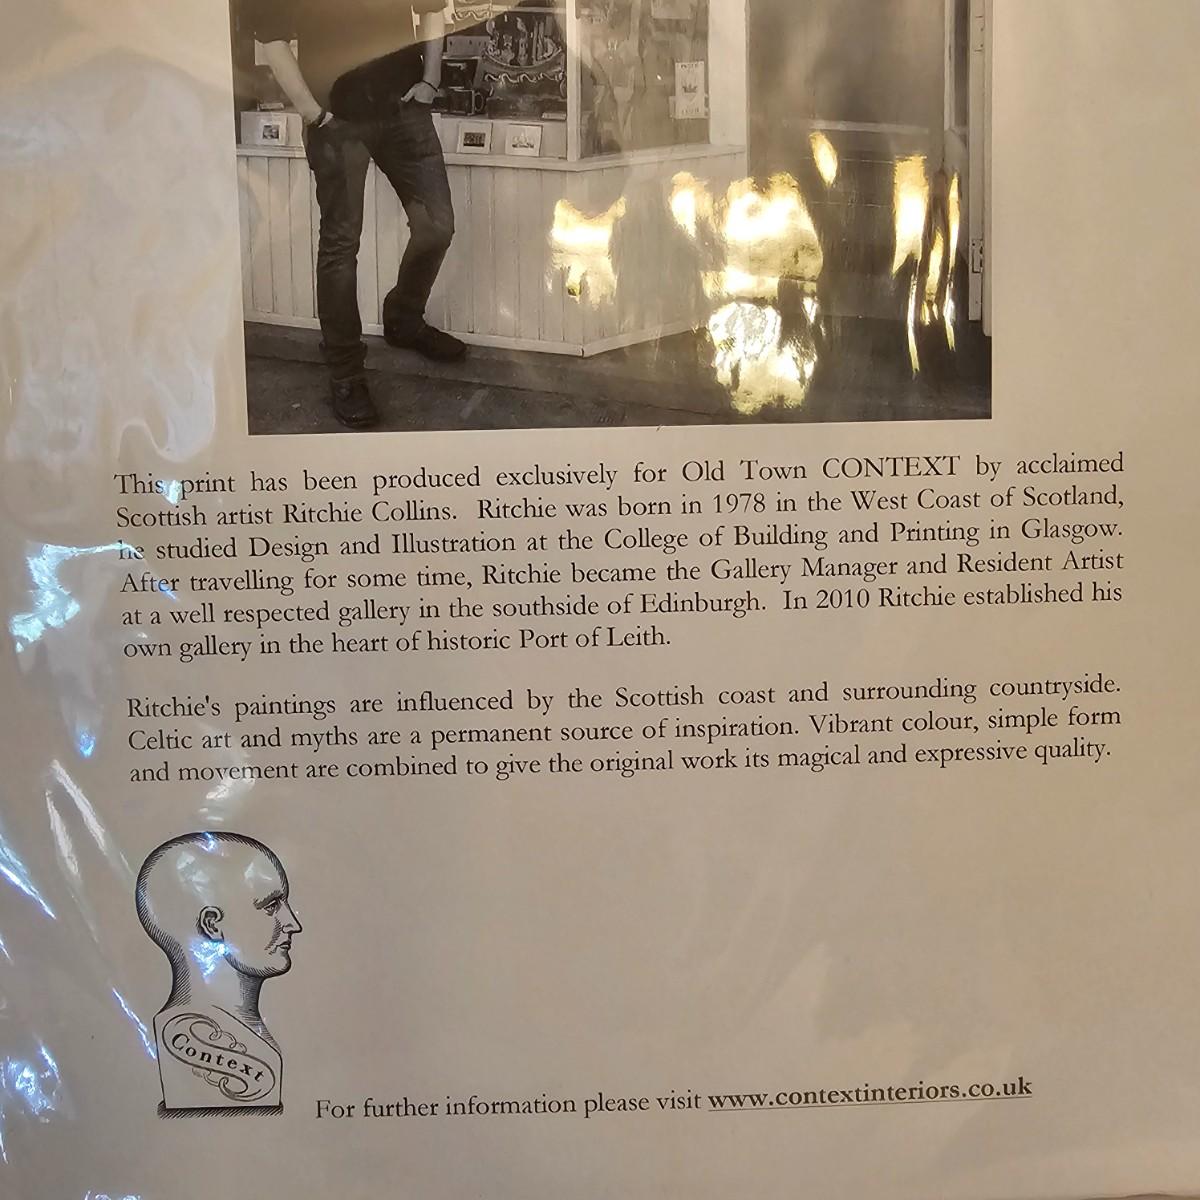 This print has been produced exclusively for Old Town CONTEXT by acclaimed
Scottish artist Ritchie Collins. Ritchie was born in 1978 in the West Coast of Scotland,
he studied Design and Illustration at the College of Building and Printing in Glasgow.
After travelling for some time, Ritchie became the Gallery Manager and Resident Artist
at a well respected gallery in the southside of Edinburgh. In 2010 Ritchie established his
own gallery in the heart of historic Port of Leith.
Ritchie's paintings are influenced by the Scottish coast and surrounding countryside.
Celtic art and myths are a permanent source of inspiration. Vibrant colour, simple form
and movement are combined to give the original work its magical and expressive quality.
Context
For further information please visit www.contextinteriors.co.uk